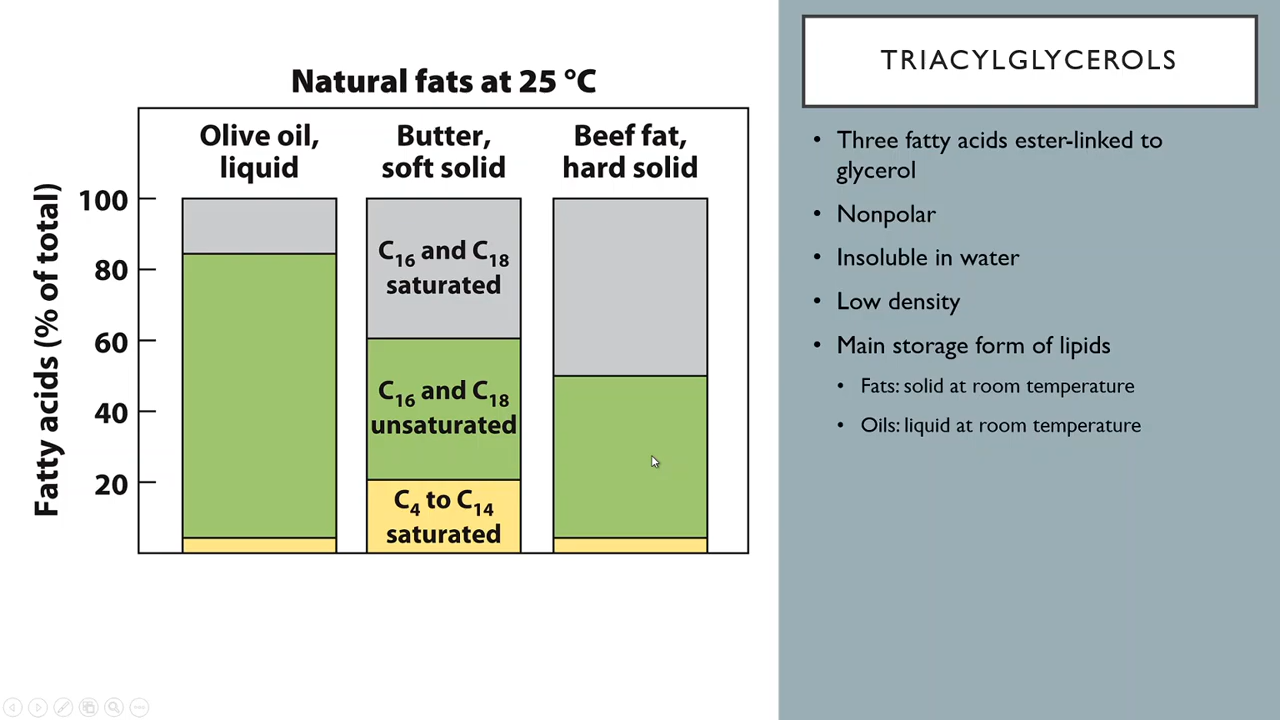 Natural fats at 25 °C
Olive oil,
liquid
Butter,
soft solid
Beef fat,
hard solid
Fatty acids (% of total)
100
80
60
40
20
C₁₆ and C₁₈
saturated
C₁₆ and C₁₈
unsaturated
C₄ to C₁₄
saturated
TRIACYLGLYCEROLS
• Three fatty acids ester-linked to
glycerol
• Nonpolar
• Insoluble in water
• Low density
• Main storage form of lipids
• Fats: solid at room temperature
• Oils: liquid at room temperature